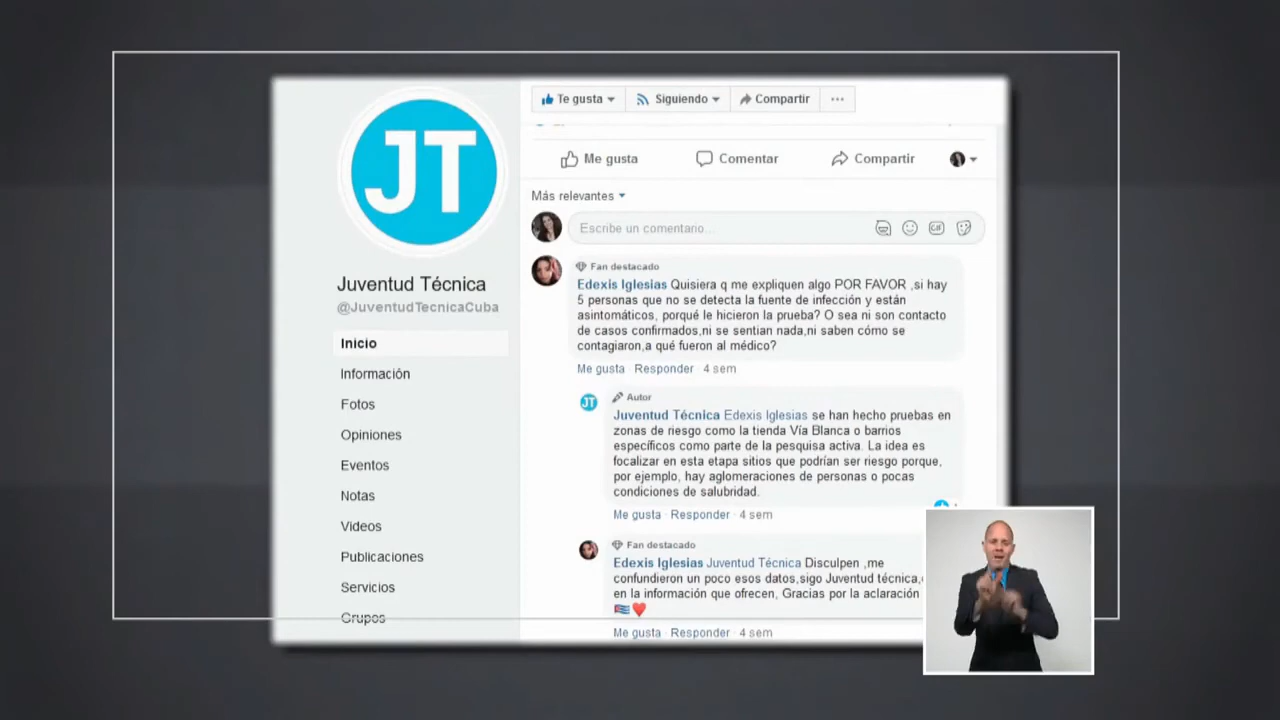 JT
Juventud Técnica
@JuventudTecnicaCuba
Inicio
Información
Fotos
Opiniones
Eventos
Notas
Videos
Publicaciones
Servicios
Grupos
Te gusta
Siguiendo
Compartir
Me gusta
Comentar
Compartir
Más relevantes
Escribe un comentario...
GIF
Fan destacado
Edexis Iglesias Quisiera q me expliquen algo POR FAVOR ,si hay
5 personas que no se detecta la fuente de infección y están
asintomáticos, porqué le hicieron la prueba? O sea ni son contacto
de casos confirmados,ni se sentian nada,ni saben cómo se
contagiaron,a qué fueron al médico?
Me gusta · Responder · 4 sem
JT
Autor
Juventud Técnica Edexis Iglesias se han hecho pruebas en
zonas de riesgo como la tienda Vía Blanca o barrios
específicos como parte de la pesquisa activa. La idea es
focalizar en esta etapa sitios que podrían ser riesgo porque,
por ejemplo, hay aglomeraciones de personas o pocas
condiciones de salubridad.
Me gusta · Responder · 4 sem
Fan destacado
Edexis Iglesias Juventud Técnica Disculpen ,me
confundieron un poco esos datos,sigo Juventud técnica,
en la información que ofrecen, Gracias por la aclaración
Me gusta · Responder · 4 sem